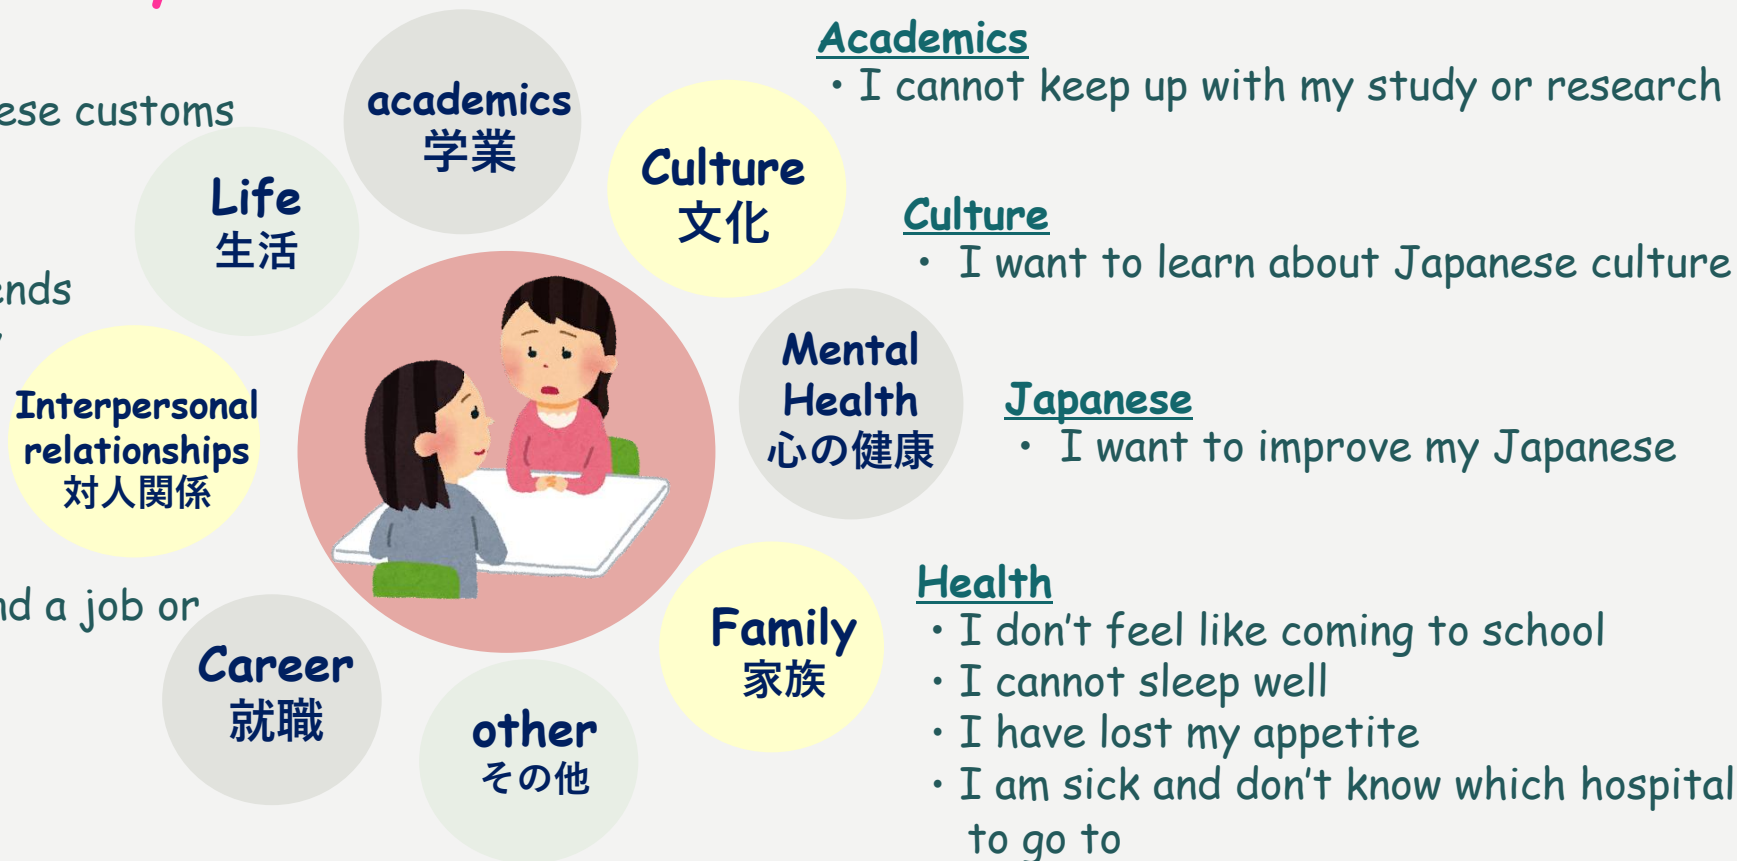 customs
academics
学業
Life
生活
Culture
文化
Interpersonal
relationships
対人関係
Mental
Health
心の健康
a job or
Career
就職
other
その他
Family
家族
Academics
・I cannot keep up with my study or research
Culture
・ I want to learn about Japanese culture
Japanese
・ I want to improve my Japanese
Health
・I don't feel like coming to school
・I cannot sleep well
・I have lost my appetite
・I am sick and don't know which hospital
to go to